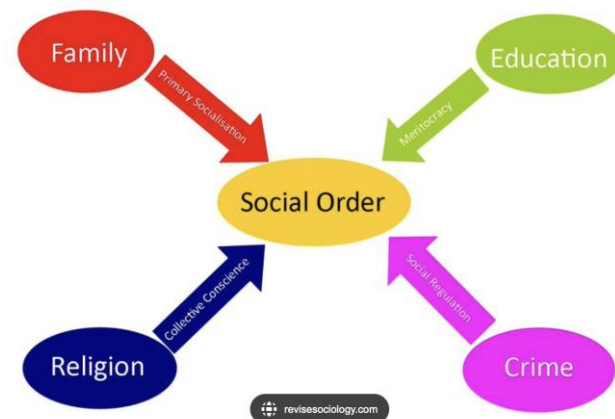 Family
Education
Primary Socialisation
Meritocracy
Social Order
Collective Conscience
Social Regulation
Religion
Crime
revisesociology.com